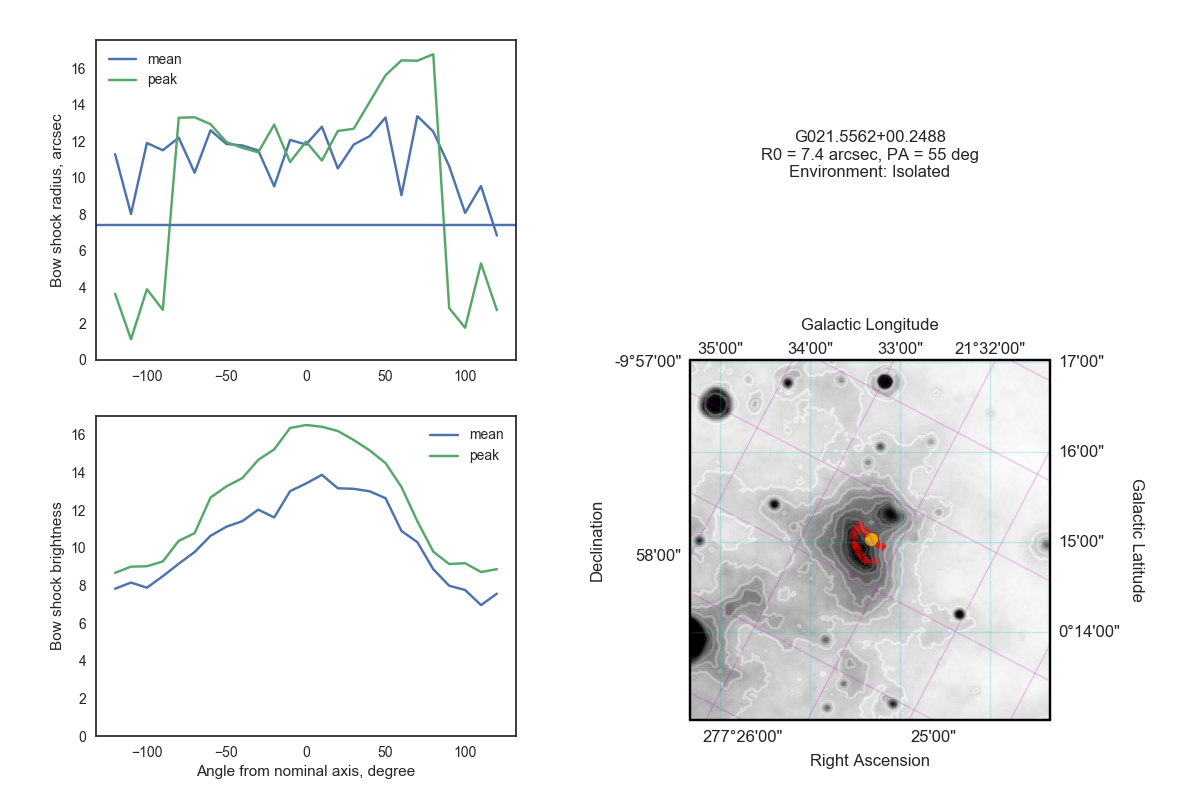 mean
peak
16
14
12
10
8
6
4
2
0
Bow shock radius, arcsec
−100
−50
0
50
100
mean
peak
16
14
12
10
8
6
4
2
0
Bow shock brightness
−100
−50
0
50
100
Angle from nominal axis, degree
G021.5562+00.2488
R0 = 7.4 arcsec, PA = 55 deg
Environment: Isolated
Galactic Longitude
35'00" 34'00" 33'00" 21°32'00"
-9°57'00"
58'00"
Declination
17'00"
16'00"
15'00"
0°14'00"
Galactic Latitude
277°26'00" 25'00"
Right Ascension